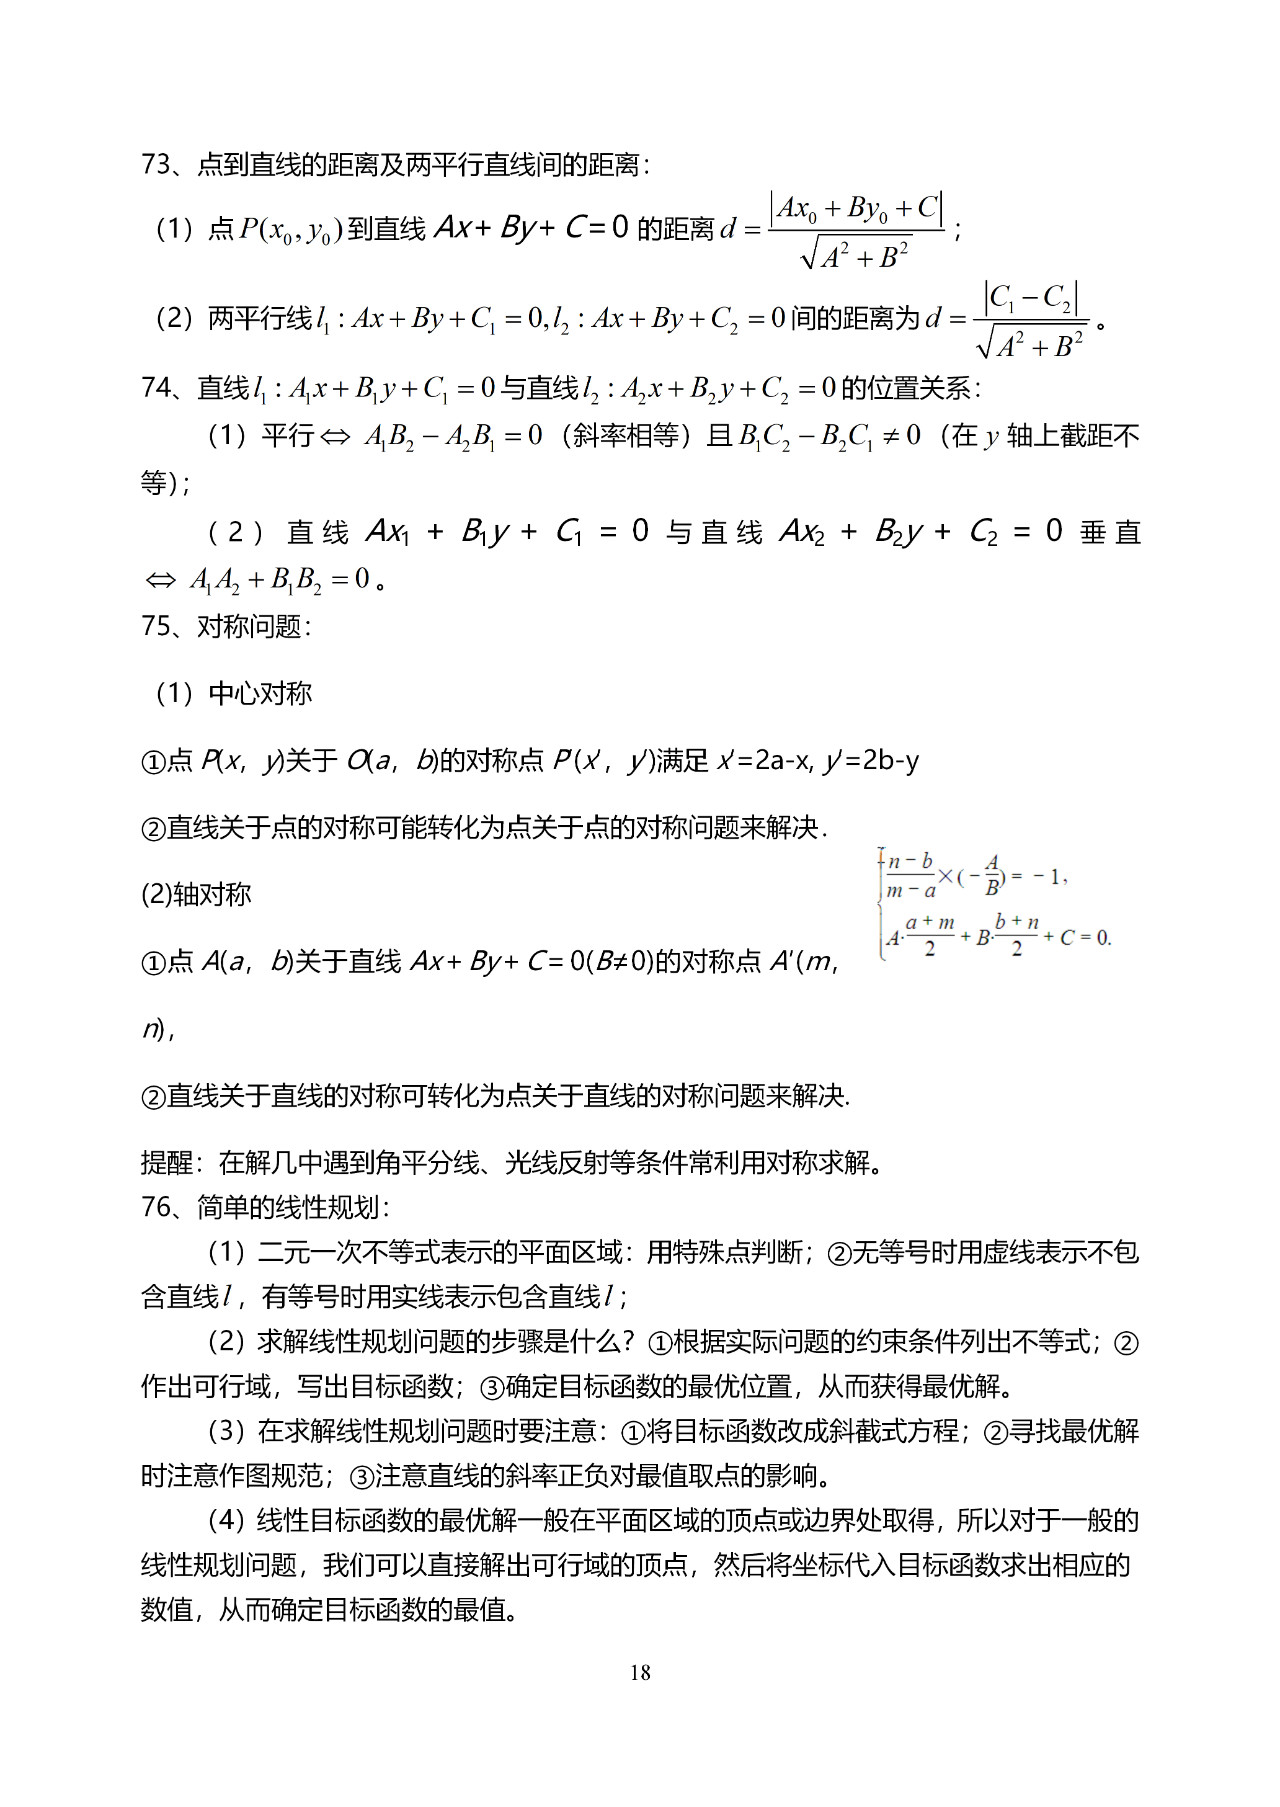 73、点到直线的距离及两平行直线间的距离：
（1）点 $P(x_0, y_0)$ 到直线 $Ax + By + C = 0$ 的距离 $d = \frac{|Ax_0 + By_0 + C|}{\sqrt{A^2 + B^2}}$；
（2）两平行线 $l_1 : Ax + By + C_1 = 0, l_2 : Ax + By + C_2 = 0$ 间的距离为 $d = \frac{|C_1 - C_2|}{\sqrt{A^2 + B^2}}$。
74、直线 $l_1 : A_1x + B_1y + C_1 = 0$ 与直线 $l_2 : A_2x + B_2y + C_2 = 0$ 的位置关系：
（1）平行 $\Leftrightarrow A_1B_2 - A_2B_1 = 0$（斜率相等）且 $B_1C_2 - B_2C_1 \neq 0$（在 $y$ 轴上截距不
等）；
（2）直线 $Ax_1 + B_1y + C_1 = 0$ 与直线 $Ax_2 + B_2y + C_2 = 0$ 垂直
$\Leftrightarrow A_1A_2 + B_1B_2 = 0$。
75、对称问题：
（1）中心对称
①点 P(x，y)关于 O(a，b)的对称点 P′(x′，y′)满足 x′=2a-x, y′=2b-y
②直线关于点的对称可能转化为点关于点的对称问题来解决．
(2)轴对称
①点 A(a，b)关于直线 Ax + By + C = 0(B≠0)的对称点 A′(m，
n)，
$\begin{cases} \frac{n-b}{m-a} \times (-\frac{A}{B}) = -1, \\ A \cdot \frac{a+m}{2} + B \cdot \frac{b+n}{2} + C = 0. \end{cases}$
②直线关于直线的对称可转化为点关于直线的对称问题来解决.
提醒：在解几中遇到角平分线、光线反射等条件常利用对称求解。
76、简单的线性规划：
（1）二元一次不等式表示的平面区域：用特殊点判断；②无等号时用虚线表示不包
含直线 $l$，有等号时用实线表示包含直线 $l$；
（2）求解线性规划问题的步骤是什么？①根据实际问题的约束条件列出不等式；②
作出可行域，写出目标函数；③确定目标函数的最优位置，从而获得最优解。
（3）在求解线性规划问题时要注意：①将目标函数改成斜截式方程；②寻找最优解
时注意作图规范；③注意直线的斜率正负对最值取点的影响。
（4）线性目标函数的最优解一般在平面区域的顶点或边界处取得，所以对于一般的
线性规划问题，我们可以直接解出可行域的顶点，然后将坐标代入目标函数求出相应的
数值，从而确定目标函数的最值。
18